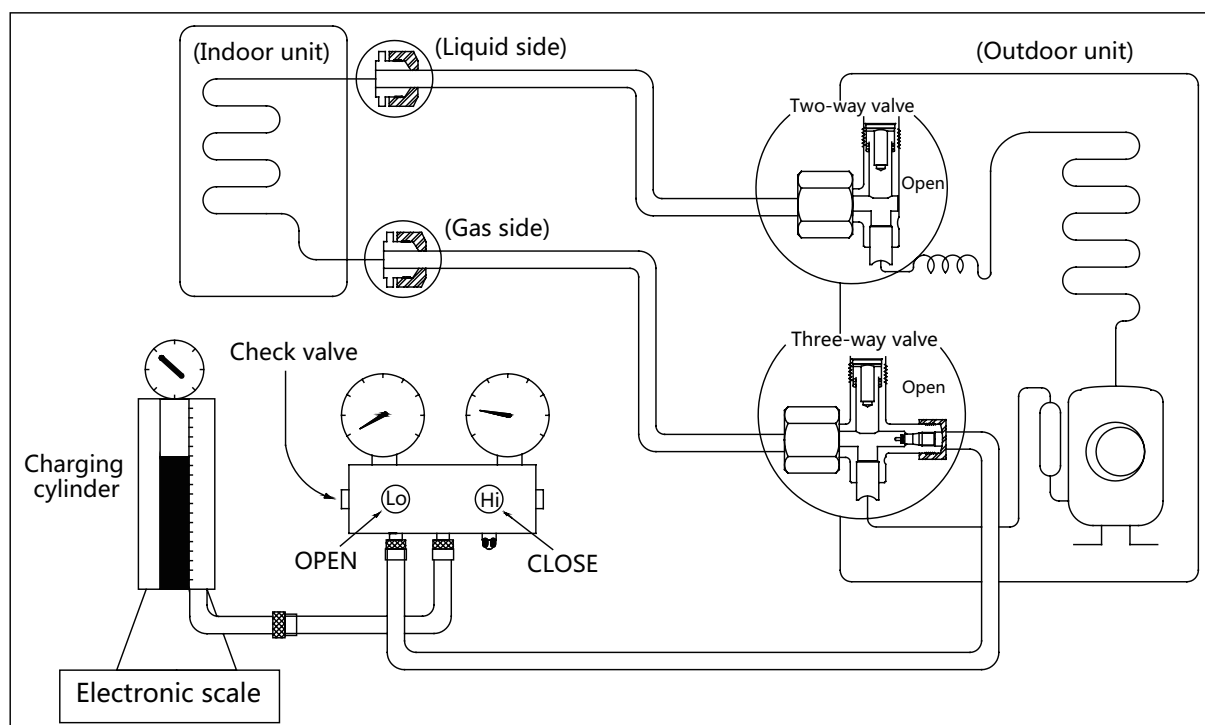 (Indoor unit)
(Liquid side)
(Outdoor unit)
Two-way valve
Open
(Gas side)
Three-way valve
Open
Check valve
Charging
cylinder
Lo
Hi
OPEN
CLOSE
Electronic scale